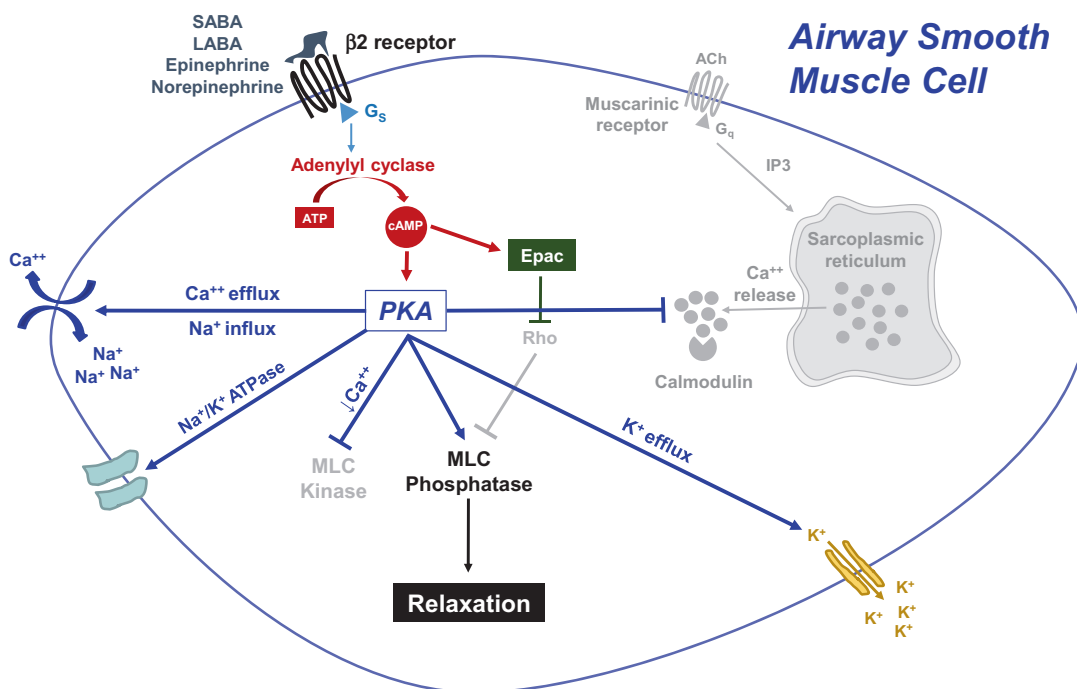 SABA
LABA
Epinephrine
Norepinephrine
β2 receptor
Airway Smooth
Muscle Cell
ACh
Muscarinic
receptor
Gq
IP3
GS
Adenylyl cyclase
ATP
cAMP
Epac
Sarcoplasmic
reticulum
Ca++
release
Ca++
Ca++ efflux
PKA
Na+ influx
Rho
Na+
Na+ Na+
Calmodulin
Na+/K+ ATPase
↓Ca++
K+ efflux
MLC
Kinase
MLC
Phosphatase
K+
Relaxation
K+
K+
K+
K+